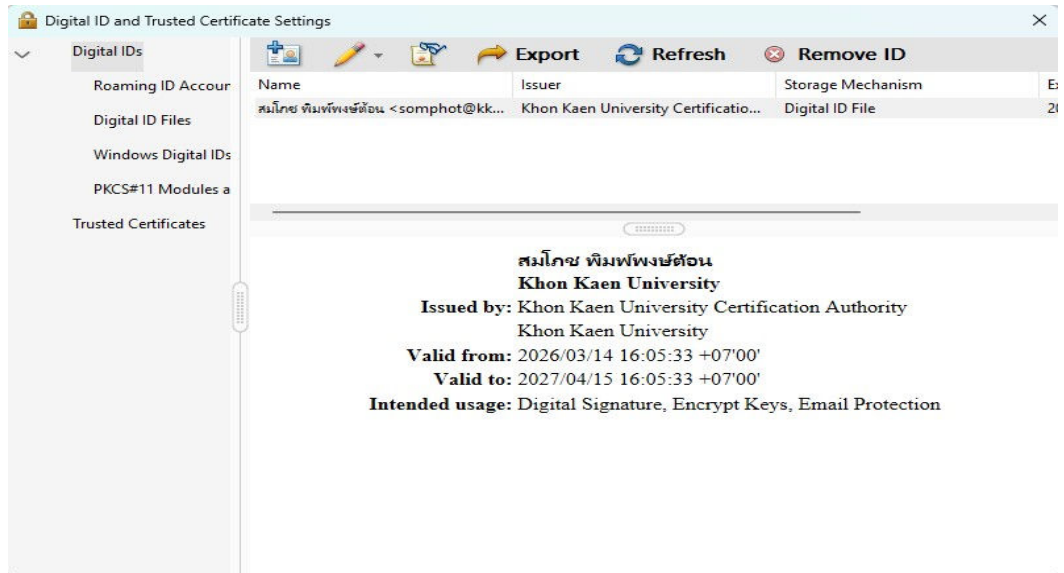 Digital ID and Trusted Certificate Settings
Digital IDs
Roaming ID Accour
Digital ID Files
Windows Digital IDs
PKCS#11 Modules a
Trusted Certificates
Export Refresh Remove ID
Name Issuer Storage Mechanism
สมโภช พิมพ์พงษ์ต้อน <somphot@kk... Khon Kaen University Certificatio... Digital ID File
สมโภช พิมพ์พงษ์ต้อน
Khon Kaen University
Issued by: Khon Kaen University Certification Authority
Khon Kaen University
Valid from: 2026/03/14 16:05:33 +07'00'
Valid to: 2027/04/15 16:05:33 +07'00'
Intended usage: Digital Signature, Encrypt Keys, Email Protection